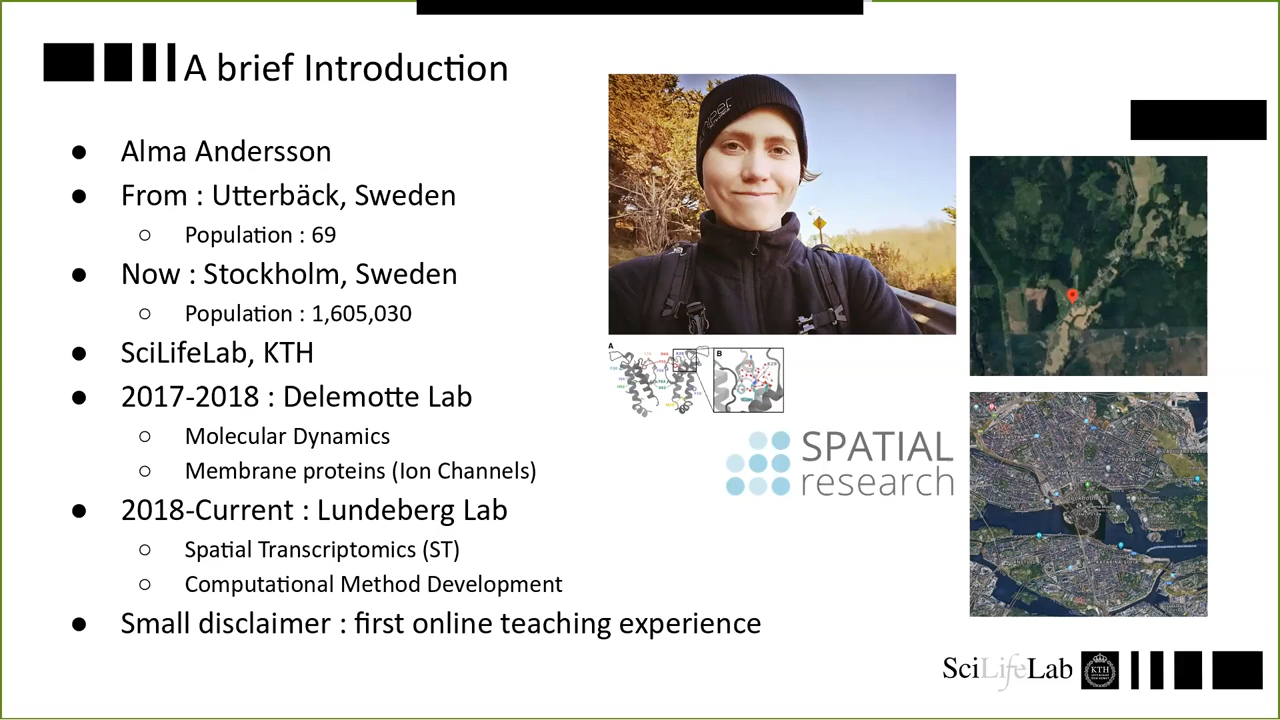 A brief Introduction
● Alma Andersson
● From : Utterbäck, Sweden
○ Population : 69
● Now : Stockholm, Sweden
○ Population : 1,605,030
● SciLifeLab, KTH
● 2017-2018 : Delemotte Lab
○ Molecular Dynamics
○ Membrane proteins (Ion Channels)
● 2018-Current : Lundeberg Lab
○ Spatial Transcriptomics (ST)
○ Computational Method Development
● Small disclaimer : first online teaching experience
A
B
SPATIAL
research
SciLifeLab
KTH